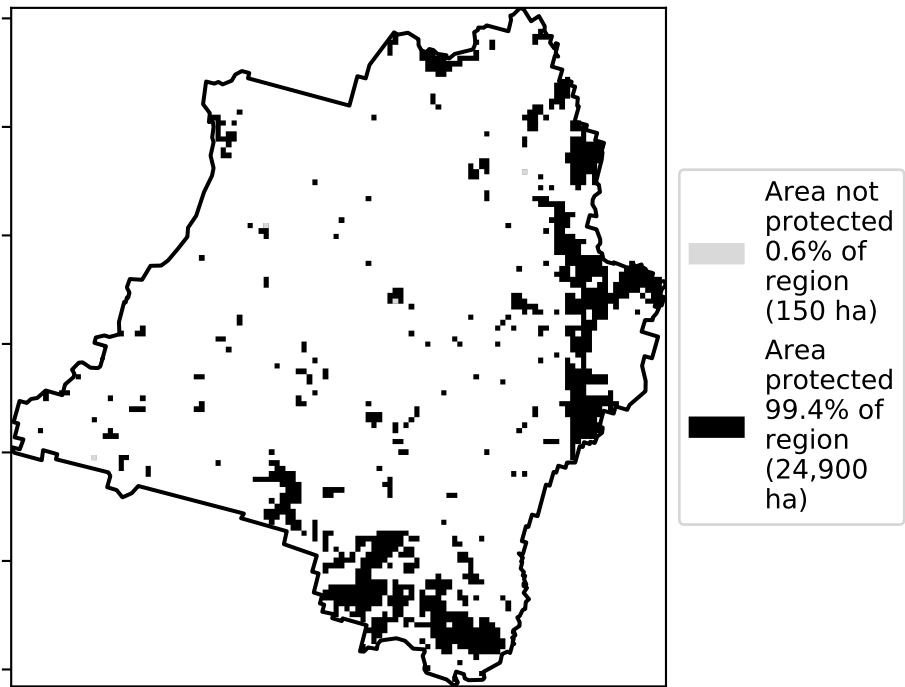 Area not
protected
0.6% of
region
(150 ha)
Area
protected
99.4% of
region
(24,900
ha)